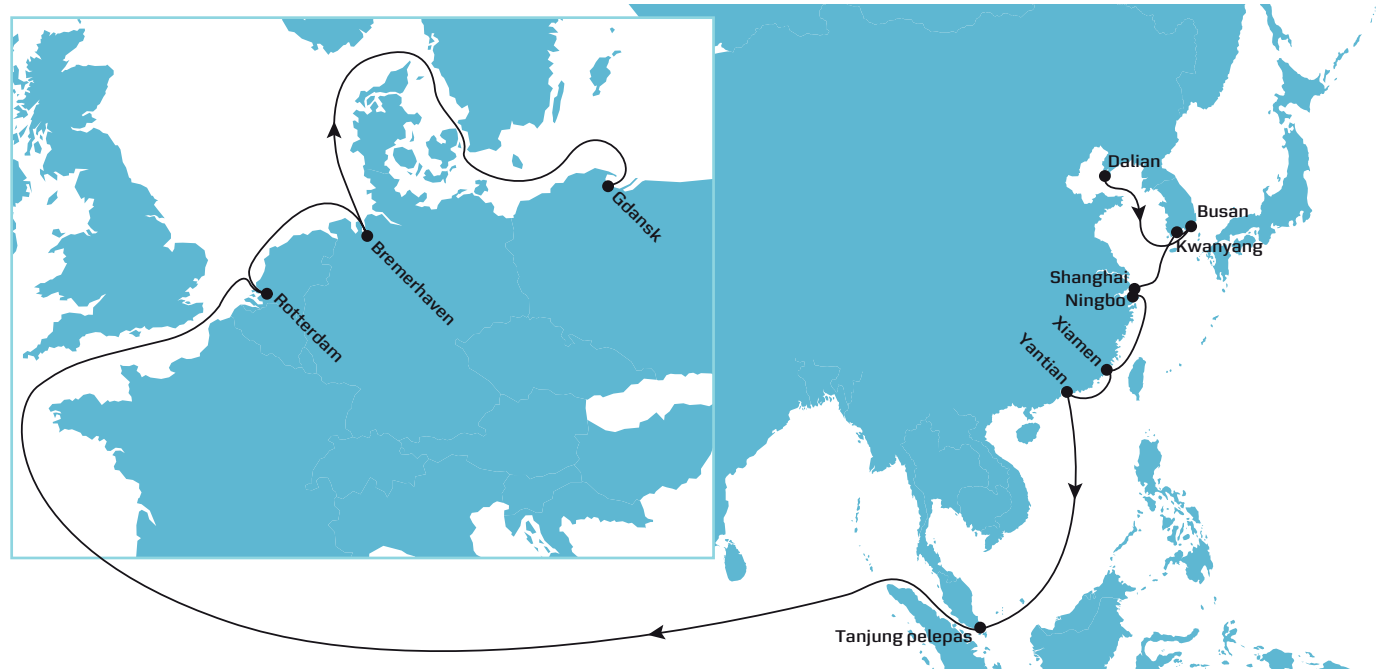 Dalian
Busan
Kwanyang
Shanghai
Ningbo
Xiamen
Yantian
Tanjung pelepas
Rotterdam
Bremerhaven
Gdansk